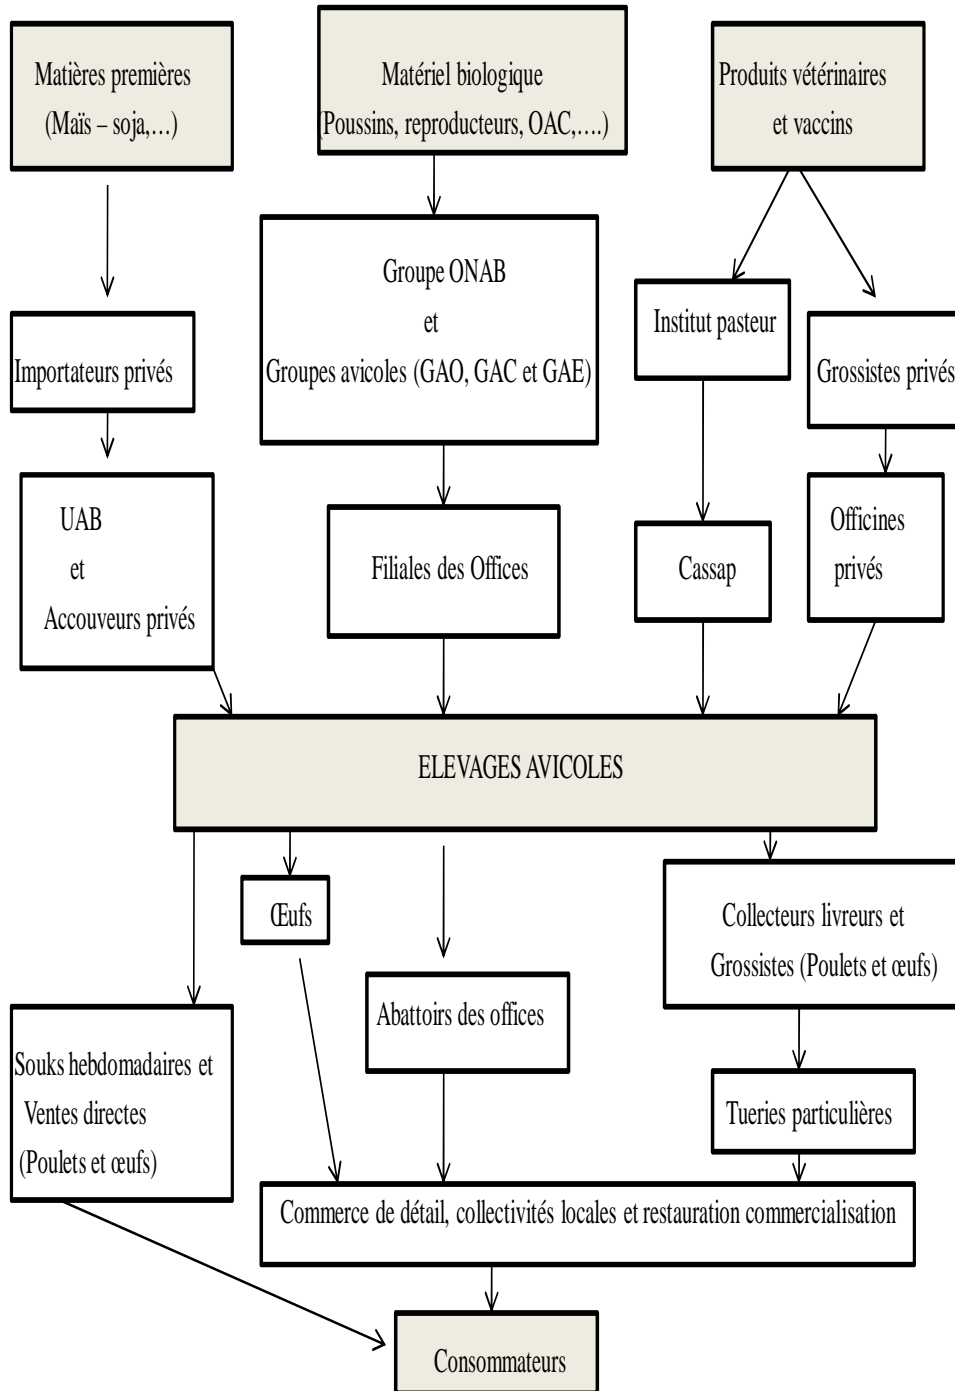 Matières premières
(Maïs – soja,…)
Matériel biologique
(Poussins, reproducteurs, OAC,….)
Produits vétérinaires
et vaccins
Groupe ONAB
et
Groupes avicoles (GAO, GAC et GAE)
Institut pasteur
Importateurs privés
Grossistes privés
UAB
et
Accouveurs privés
Filiales des Offices
Cassap
Officines
privés
ELEVAGES AVICOLES
Œufs
Collecteurs livreurs et
Grossistes (Poulets et œufs)
Abattoirs des offices
Souks hebdomadaires et
Ventes directes
(Poulets et œufs)
Tueries particulières
Commerce de détail, collectivités locales et restauration commercialisation
Consommateurs